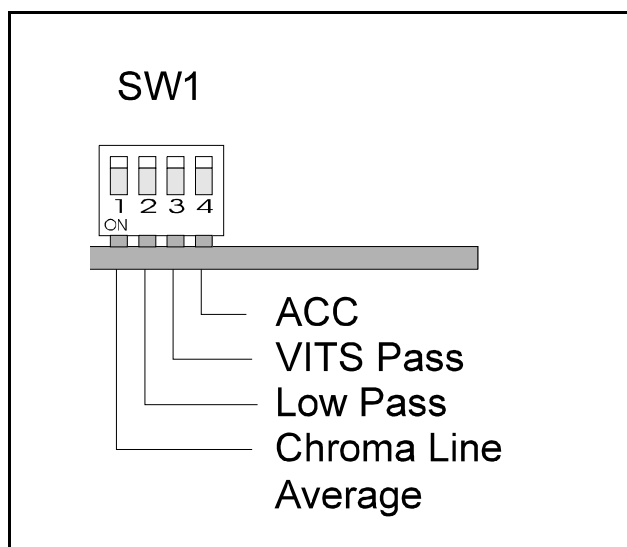 SW1
1 2 3 4
ON
ACC
VITS Pass
Low Pass
Chroma Line
Average